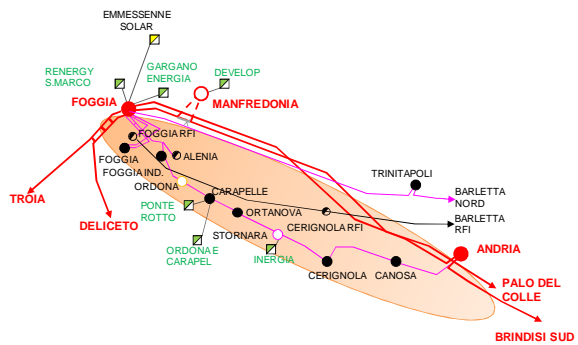 EMMESSENNE
SOLAR
RENERGY
S.MARCO
GARGANO
ENERGIA
DEVELOP
FOGGIA
MANFREDONIA
FOGGIA RFI
FOGGIA
ALENIA
FOGGIA IND.
ORDONA
TRINITAPOLI
TROIA
DELICETO
PONTE
ROTTO
CARAPELLE
ORTANOVA
BARLETTA
NORD
BARLETTA
RFI
STORNARA
CERIGNOLA RFI
ORDONA E
CARAPEL
INERGIA
CERIGNOLA
CANOSA
ANDRIA
PALO DEL
COLLE
BRINDISI SUD